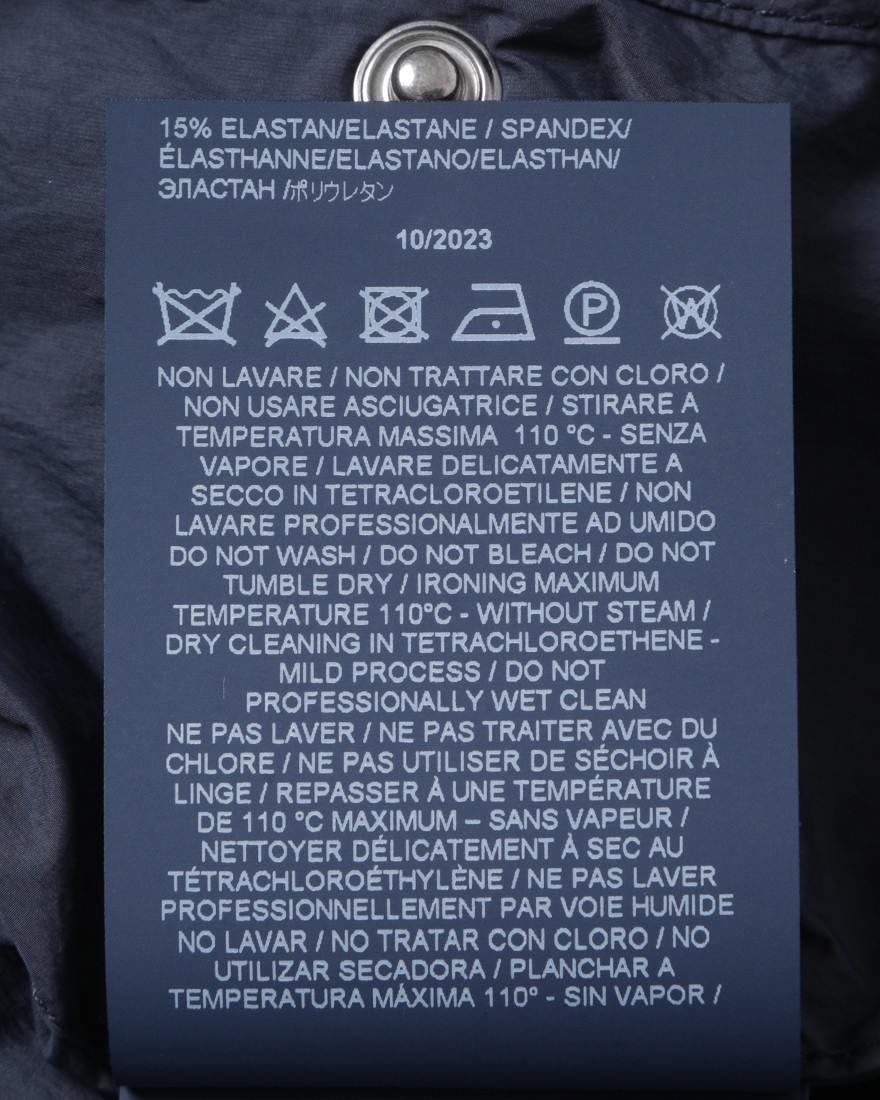 15% ELASTAN/ELASTANE / SPANDEX/
ÉLASTHANNE/ELASTANO/ELASTHAN/
ЭЛАСТАН /ポリウレタン
10/2023
P W
NON LAVARE / NON TRATTARE CON CLORO /
NON USARE ASCIUGATRICE / STIRARE A
TEMPERATURA MASSIMA 110 °C - SENZA
VAPORE / LAVARE DELICATAMENTE A
SECCO IN TETRACLOROETILENE / NON
LAVARE PROFESSIONALMENTE AD UMIDO
DO NOT WASH / DO NOT BLEACH / DO NOT
TUMBLE DRY / IRONING MAXIMUM
TEMPERATURE 110°C - WITHOUT STEAM /
DRY CLEANING IN TETRACHLOROETHENE -
MILD PROCESS / DO NOT
PROFESSIONALLY WET CLEAN
NE PAS LAVER / NE PAS TRAITER AVEC DU
CHLORE / NE PAS UTILISER DE SÉCHOIR À
LINGE / REPASSER À UNE TEMPÉRATURE
DE 110 °C MAXIMUM – SANS VAPEUR /
NETTOYER DÉLICATEMENT À SEC AU
TÉTRACHLOROÉTHYLÈNE / NE PAS LAVER
PROFESSIONNELLEMENT PAR VOIE HUMIDE
NO LAVAR / NO TRATAR CON CLORO / NO
UTILIZAR SECADORA / PLANCHAR A
TEMPERATURA MÁXIMA 110º - SIN VAPOR /